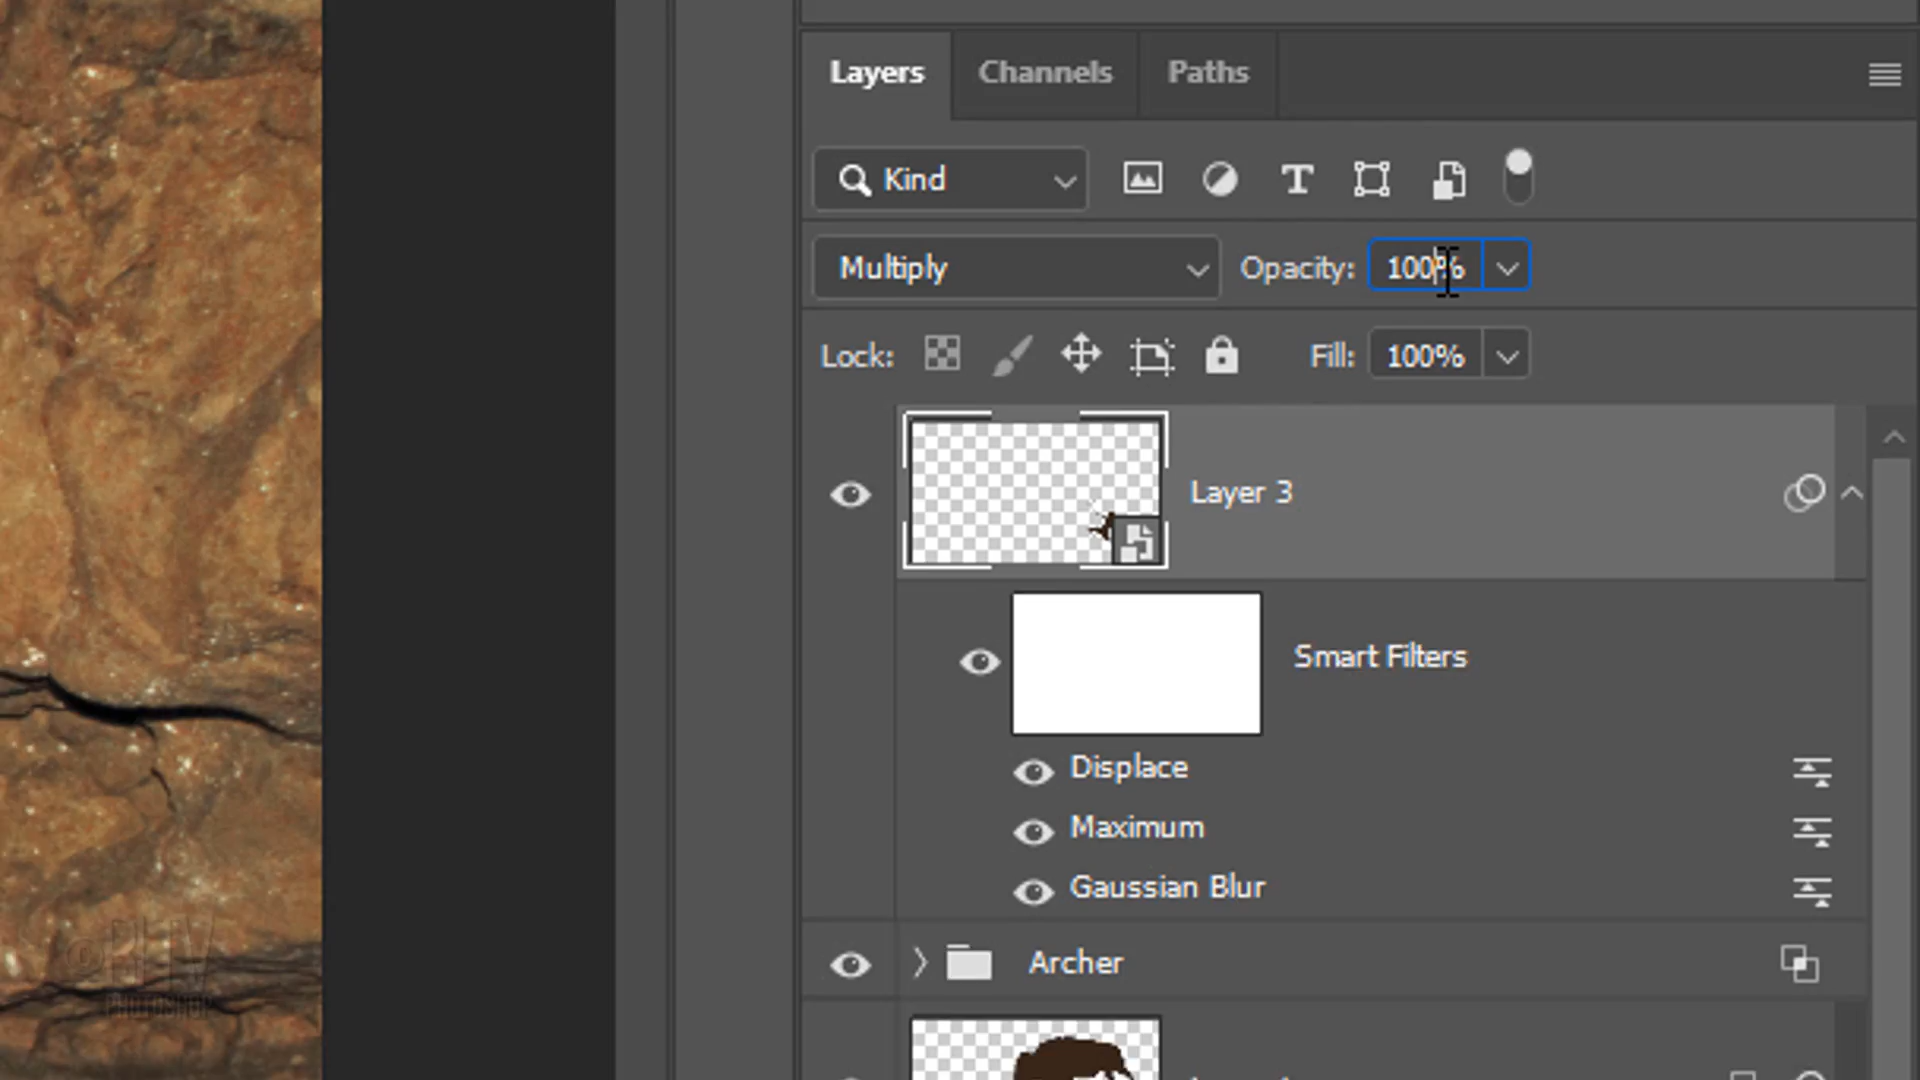 Layers Channels Paths
Kind
Multiply Opacity: 100%
Lock: Fill: 100%
Layer 3
Smart Filters
Displace
Maximum
Gaussian Blur
Archer
PHOTOSHOP